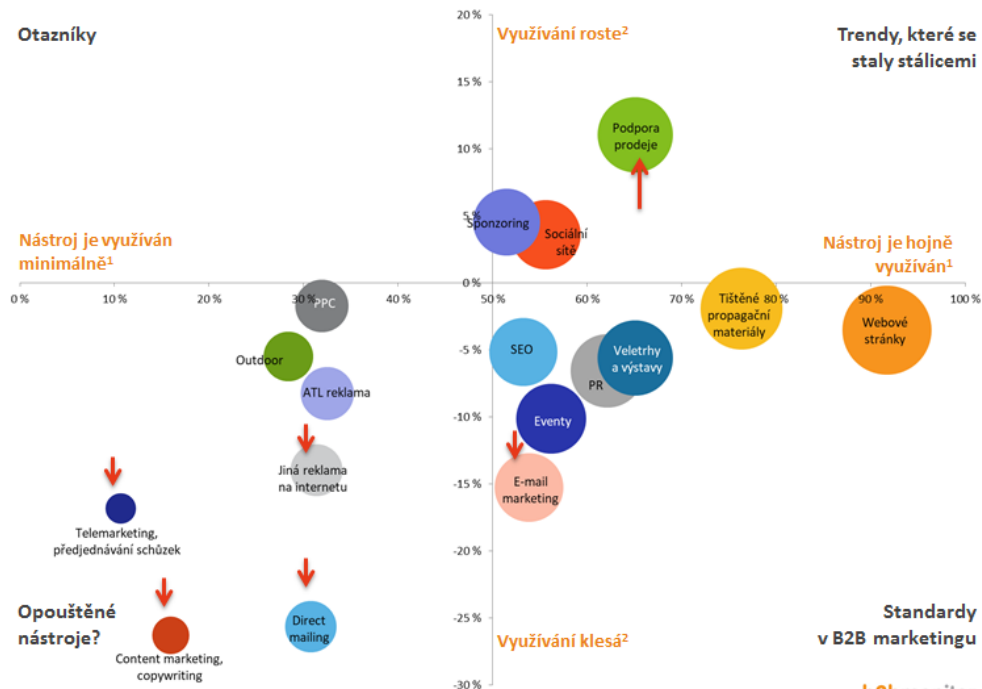 20 %
Otazníky
Využívání roste²
Trendy, které se
staly stálicemi
15 %
Podpora
prodeje
10 %
5 %
Sponzoring
Sociální
sítě
Nástroj je využíván
minimálně¹
Nástroj je hojně
využíván¹
0 %
0 %
10 %
20 %
30 %
40 %
50 %
60 %
70 %
80 %
90 %
100 %
PPC
Tištěné
propagační
materiály
Webové
stránky
-5 %
SEO
Veletrhy
a výstavy
Outdoor
PR
ATL reklama
-10 %
Eventy
Jiná reklama
na internetu
-15 %
E-mail
marketing
Telemarketing,
předjednávání schůzek
-20 %
Opouštěné
nástroje?
Direct
mailing
-25 %
Využívání klesá²
Standardy
v B2B marketingu
Content marketing,
copywriting
-30 %